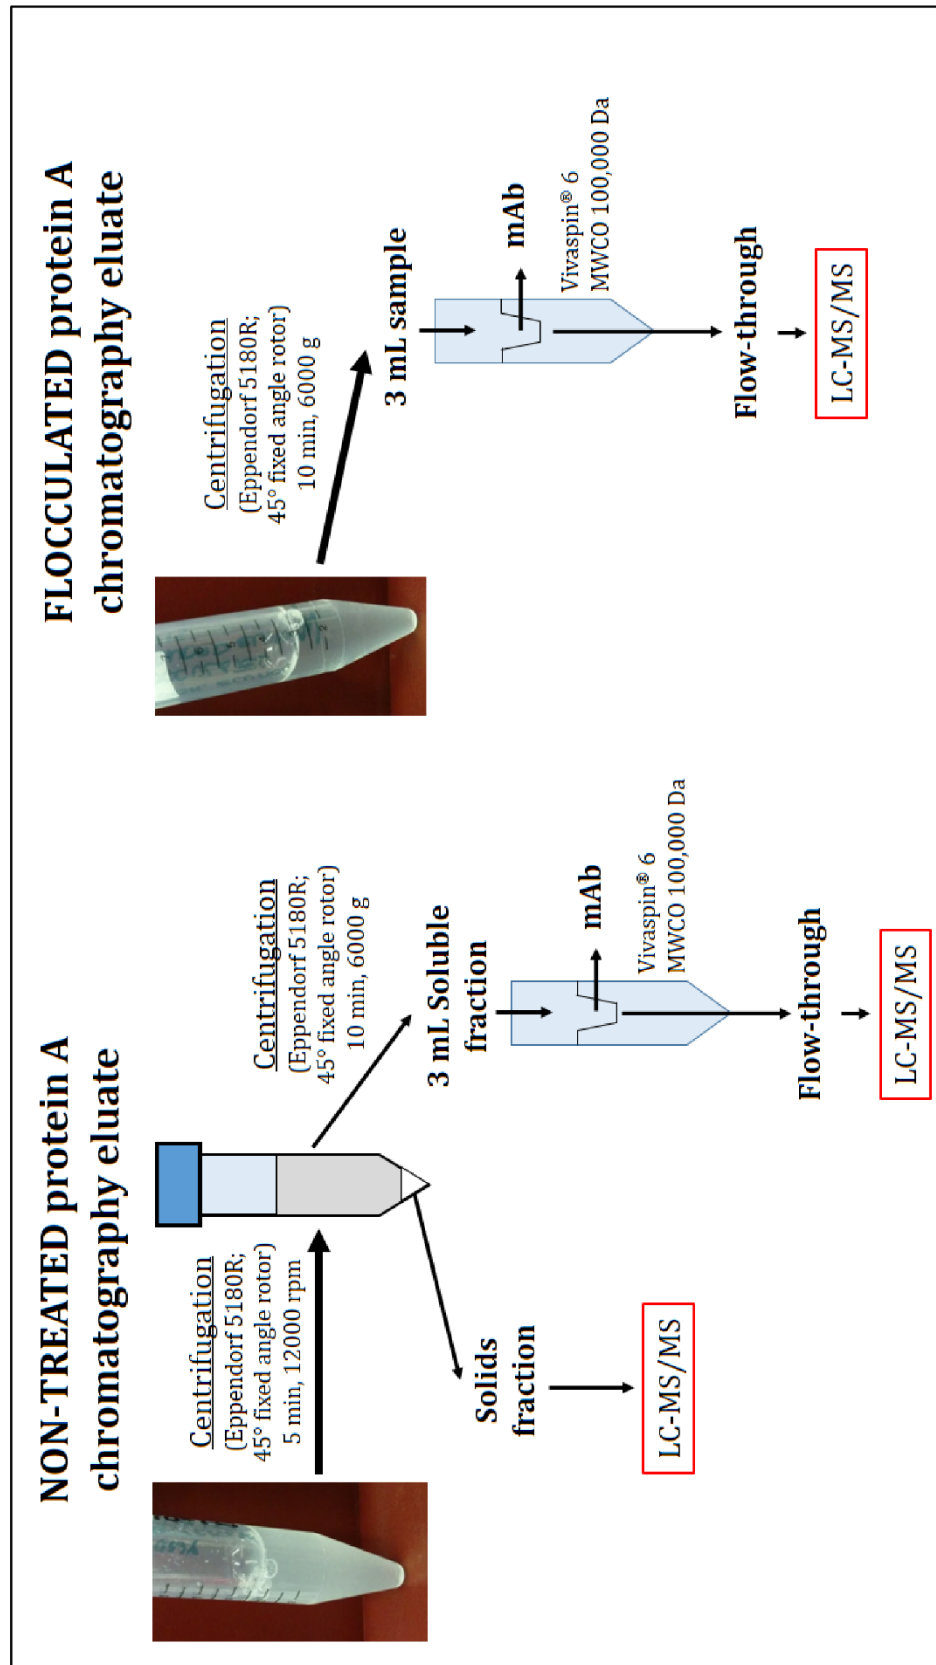 NON-TREATED protein A
chromatography eluate
Centrifugation
(Eppendorf 5180R;
45° fixed angle rotor)
5 min, 12000 rpm
Centrifugation
(Eppendorf 5180R;
45° fixed angle rotor)
10 min, 6000 g
Solids
fraction
LC-MS/MS
3 mL Soluble
fraction
mAb
Vivaspin® 6
MWCO 100,000 Da
Flow-through
LC-MS/MS
FLOCCULATED protein A
chromatography eluate
Centrifugation
(Eppendorf 5180R;
45° fixed angle rotor)
10 min, 6000 g
3 mL sample
mAb
Vivaspin® 6
MWCO 100,000 Da
Flow-through
LC-MS/MS